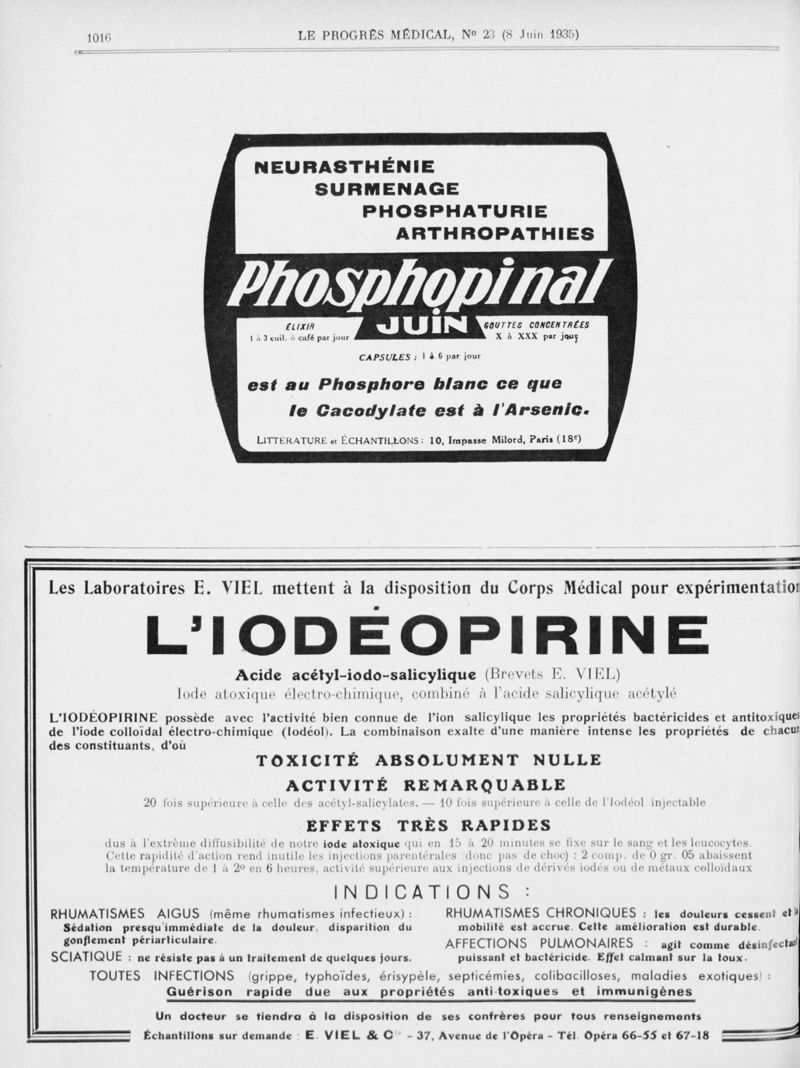 1016
LE PROGRÈS MÉDICAL, Nº 23 (8 Juin 1935)
NEURASTHÉNIE
SURMENAGE
PHOSPHATURIE
ARTHROPATHIES
Phosphopinal
JUIN
ÉLIXIR
1 à 3 cuil. à café par jour
GOUTTES CONCENTRÉES
X à XXX par jour
CAPSULES : 1 à 6 par jour
est au Phosphore blanc ce que
le Cacodylate est à l'Arsenic.
LITTÉRATURE et ÉCHANTILLONS : 10, Impasse Milord, Paris (18e)
Les Laboratoires E. VIEL mettent à la disposition du Corps Médical pour expérimentation
L'IODÉOPIRINE
Acide acétyl-iodo-salicylique (Brevets E. VIEL)
Iode atoxique électro-chimique, combiné à l'acide salicylique acétylé
L'IODÉOPIRINE possède avec l'activité bien connue de l'ion salicylique les propriétés bactéricides et antitoxiques
de l'iode colloïdal électro-chimique (Iodéol). La combinaison exalte d'une manière intense les propriétés de chacun
des constituants, d'où
TOXICITÉ ABSOLUMENT NULLE
ACTIVITÉ REMARQUABLE
20 fois supérieure à celle des acétyl-salicylates. — 10 fois supérieure à celle de l'Iodéol injectable
EFFETS TRÈS RAPIDES
dus à l'extrême diffusibilité de notre iode atoxique qui en 15 à 20 minutes se fixe sur le sang et les leucocytes.
Cette rapidité d'action rend inutile les injections parentérales (donc pas de choc) : 2 comp. de 0 gr. 05 abaissent
la température de 1 à 2º en 6 heures, activité supérieure aux injections de dérivés iodés ou de métaux colloïdaux
INDICATIONS :
RHUMATISMES AIGUS (même rhumatismes infectieux) :
Sédation presqu'immédiate de la douleur, disparition du
gonflement périarticulaire.
SCIATIQUE : ne résiste pas à un traitement de quelques jours.
RHUMATISMES CHRONIQUES : les douleurs cessent et la
mobilité est accrue. Cette amélioration est durable.
AFFECTIONS PULMONAIRES : agit comme désinfectant
puissant et bactéricide. Effet calmant sur la toux.
TOUTES INFECTIONS (grippe, typhoïdes, érisypèle, septicémies, colibacilloses, maladies exotiques) :
Guérison rapide due aux propriétés anti-toxiques et immunigènes
Un docteur se tiendra à la disposition de ses confrères pour tous renseignements
Échantillons sur demande : E. VIEL & Cie - 37, Avenue de l'Opéra - Tél. Opéra 66-55 et 67-18